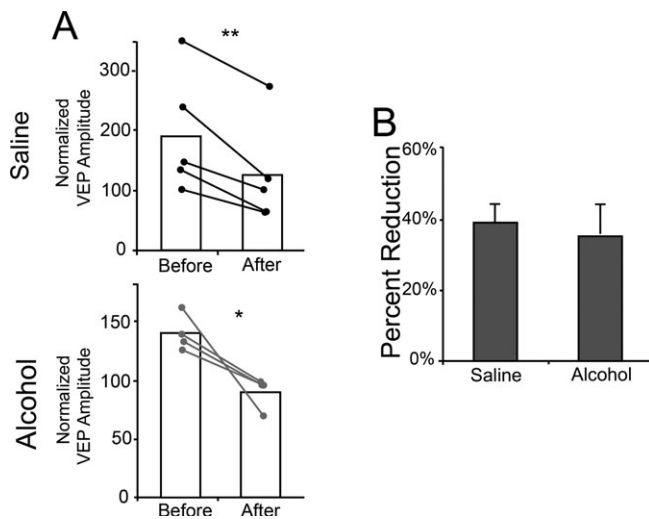 A
**
Saline
Normalized
VEP Amplitude
300
200
100
0
Before
After
*
Alcohol
Normalized
VEP Amplitude
150
100
50
0
Before
After
B
Percent Reduction
60%
40%
20%
0%
Saline
Alcohol